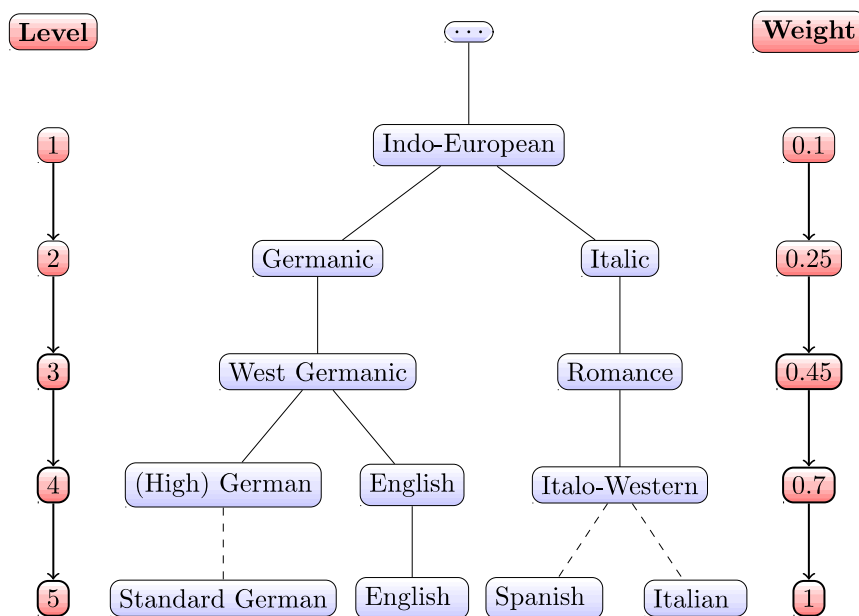 Level ... Weight
1 Indo-European 0.1
2 Germanic Italic 0.25
3 West Germanic Romance 0.45
4 (High) German English Italo-Western 0.7
5 Standard German English Spanish Italian 1